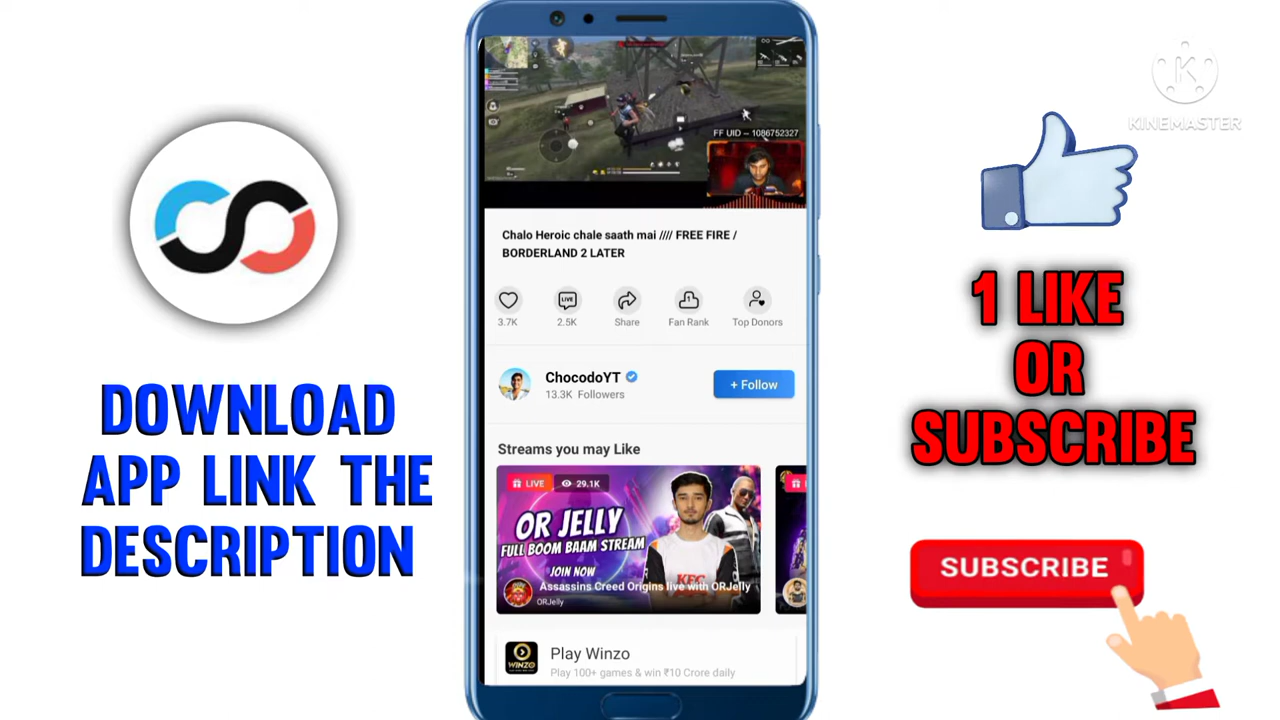 FF UID – 1086752327
KINEMASTER
Chalo Heroic chale saath mai //// FREE FIRE /
BORDERLAND 2 LATER
LIVE
3.7K
2.5K
Share
Fan Rank
Top Donors
ChocodoYT
13.3K Followers
+ Follow
Streams you may Like
LIVE
29.1K
OR JELLY
FULL BOOM BAAM STREAM
JOIN NOW
KFC
Assassins Creed Origins live with ORJelly
ORJelly
WINZO
Play Winzo
Play 100+ games & win ₹10 Crore daily
DOWNLOAD
APP LINK THE
DESCRIPTION
1 LIKE
OR
SUBSCRIBE
SUBSCRIBE